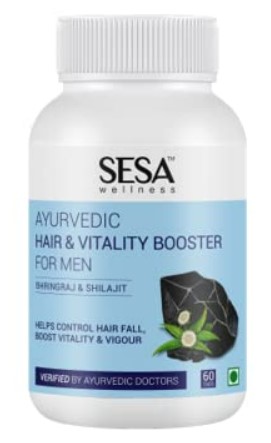 SESA™
wellness
AYURVEDIC
HAIR & VITALITY BOOSTER
FOR MEN
BHRINGRAJ & SHILAJIT
HELPS CONTROL HAIR FALL,
BOOST VITALITY & VIGOUR
VERIFIED BY AYURVEDIC DOCTORS
60